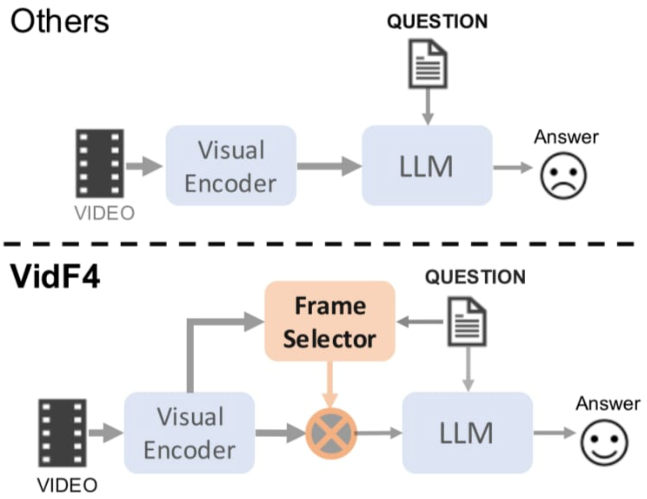 Others
QUESTION
Visual
Encoder
LLM
Answer
VIDEO
VidF4
QUESTION
Frame
Selector
Visual
Encoder
LLM
Answer
VIDEO